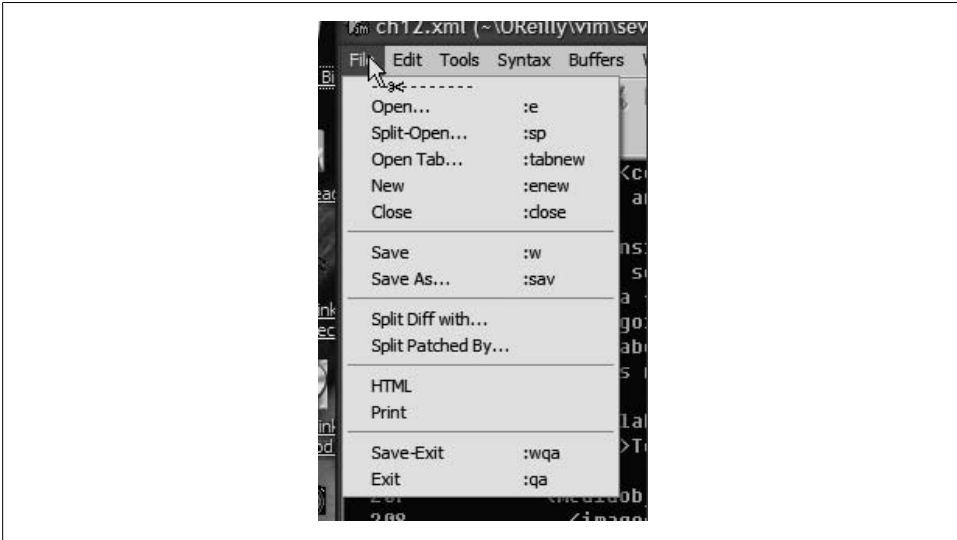 ch12.xml (~\OReilly\vim\sev
File Edit Tools Syntax Buffers
Bi
Open... :e
Split-Open... :sp
Open Tab... :tabnew
New :enew
Close :close
Save :w
Save As... :sav
Split Diff with...
Split Patched By...
HTML
Print
Save-Exit :wqa
Exit :qa
208